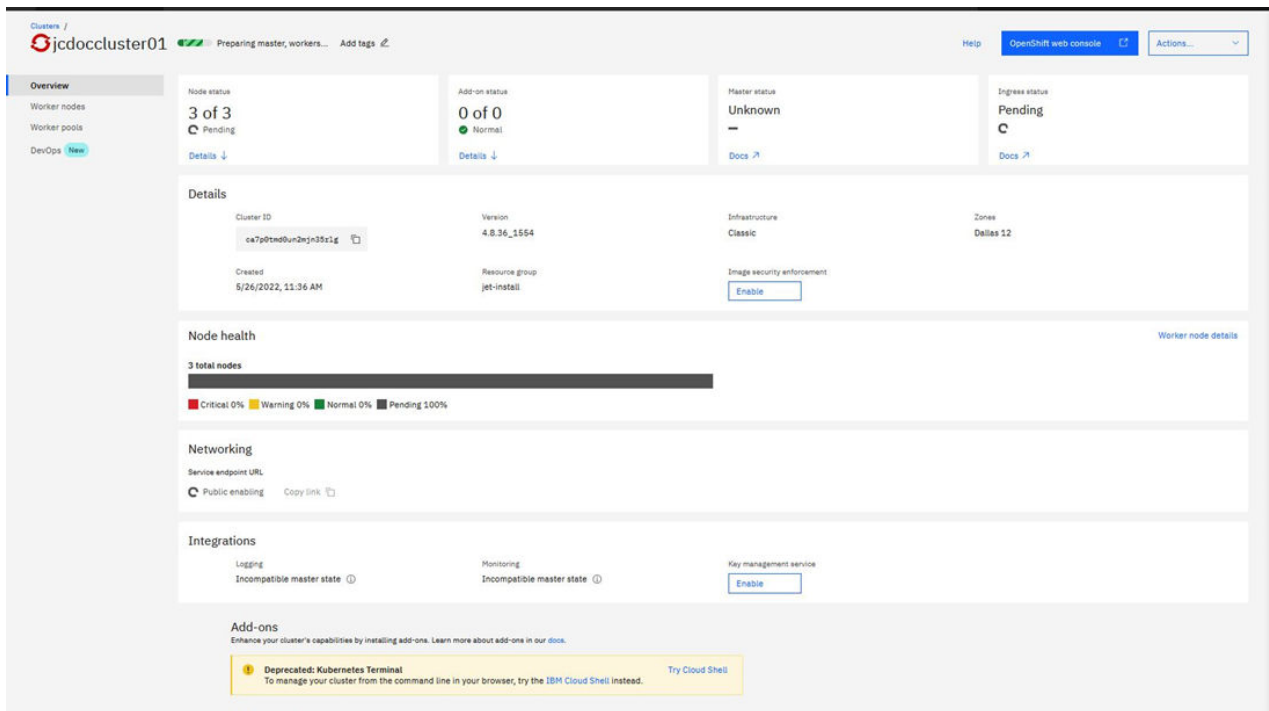 Clusters /
jcdoccluster01 Preparing master, workers... Add tags
Help OpenShift web console Actions...
Overview
Worker nodes
Worker pools
DevOps New
Node status
3 of 3
Pending
Details ↓
Add-on status
0 of 0
Normal
Details ↓
Master status
Unknown
–
Docs ↗
Ingress status
Pending
Docs ↗
Details
Cluster ID
ca7p0tmd0un2mjn35rlg
Version
4.8.36_1554
Infrastructure
Classic
Zones
Dallas 12
Created
5/26/2022, 11:36 AM
Resource group
jet-install
Image security enforcement
Enable
Node health
Worker node details
3 total nodes
Critical 0% Warning 0% Normal 0% Pending 100%
Networking
Service endpoint URL
Public enabling Copy link
Integrations
Logging
Incompatible master state
Monitoring
Incompatible master state
Key management service
Enable
Add-ons
Enhance your cluster's capabilities by installing add-ons. Learn more about add-ons in our docs.
Deprecated: Kubernetes Terminal Try Cloud Shell
To manage your cluster from the command line in your browser, try the IBM Cloud Shell instead.